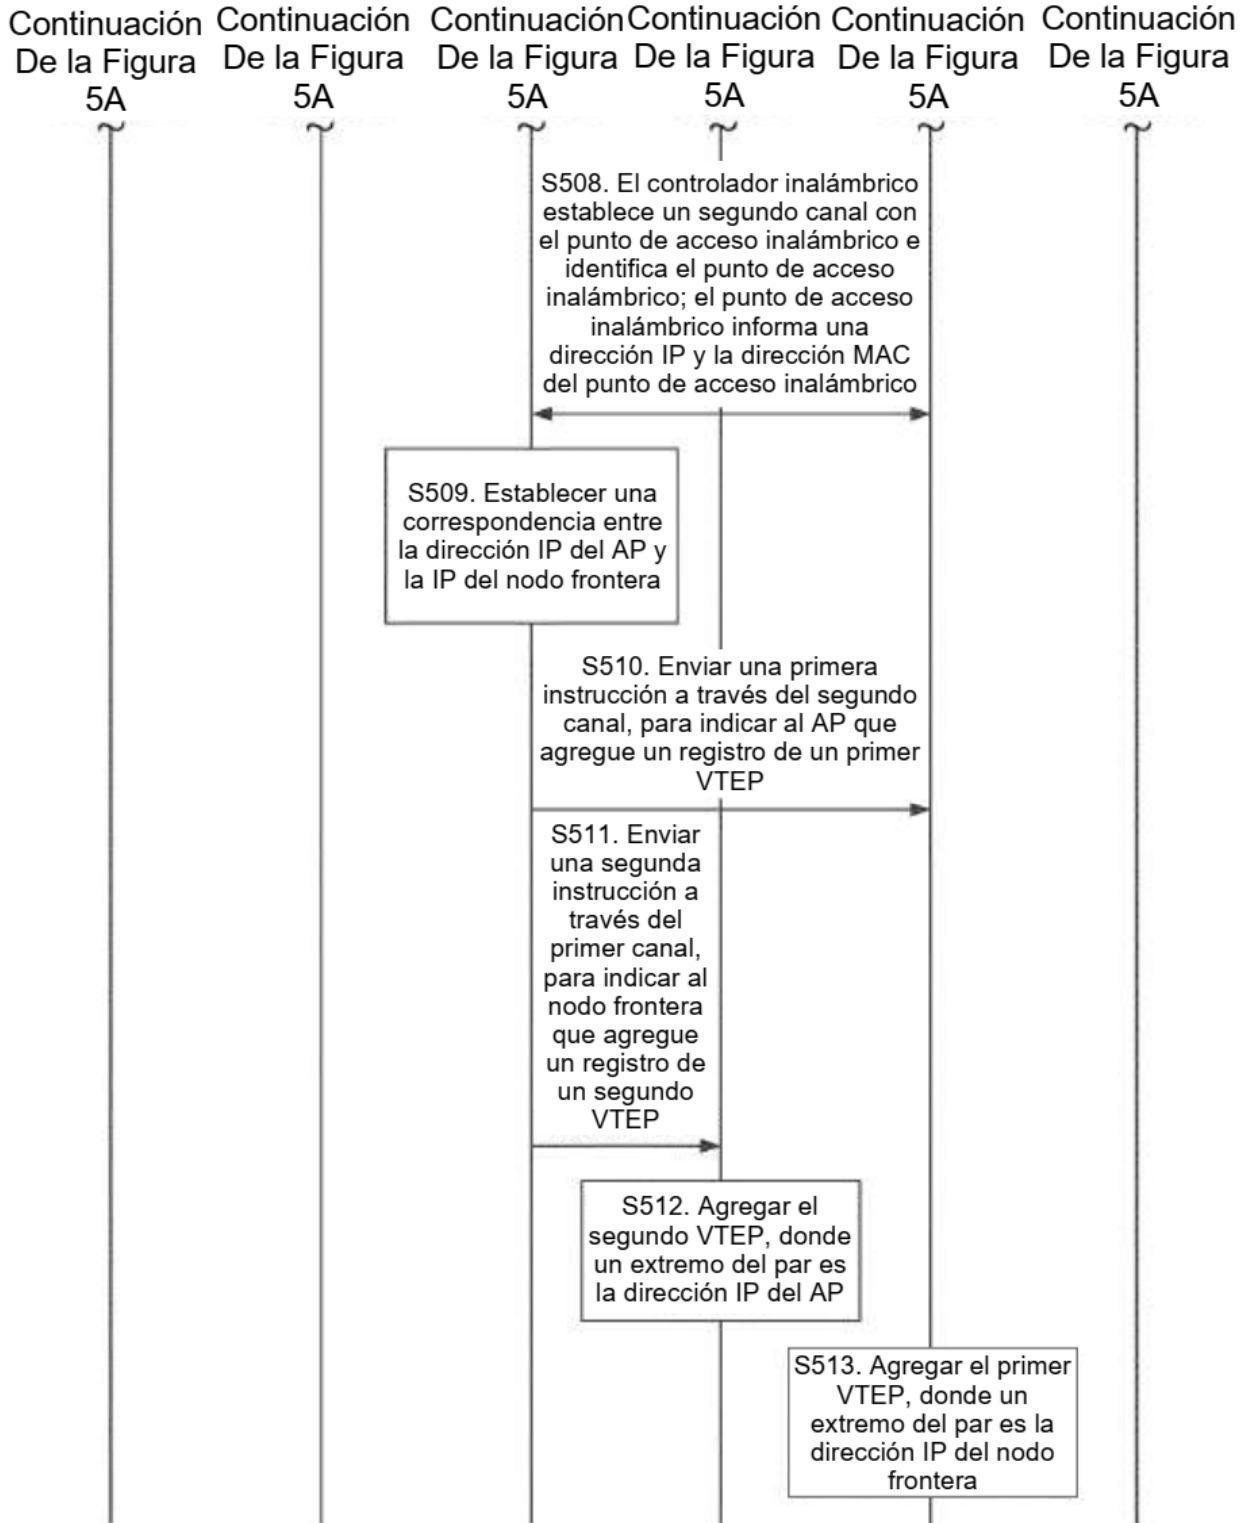 Continuación
De la Figura
5A
Continuación
De la Figura
5A
Continuación
De la Figura
5A
Continuación
De la Figura
5A
Continuación
De la Figura
5A
Continuación
De la Figura
5A
S508. El controlador inalámbrico
establece un segundo canal con
el punto de acceso inalámbrico e
identifica el punto de acceso
inalámbrico; el punto de acceso
inalámbrico informa una
dirección IP y la dirección MAC
del punto de acceso inalámbrico
S509. Establecer una
correspondencia entre
la dirección IP del AP y
la IP del nodo frontera
S510. Enviar una primera
instrucción a través del segundo
canal, para indicar al AP que
agregue un registro de un primer
VTEP
S511. Enviar
una segunda
instrucción a
través del
primer canal,
para indicar al
nodo frontera
que agregue
un registro de
un segundo
VTEP
S512. Agregar el
segundo VTEP, donde
un extremo del par es
la dirección IP del AP
S513. Agregar el primer
VTEP, donde un
extremo del par es la
dirección IP del nodo
frontera